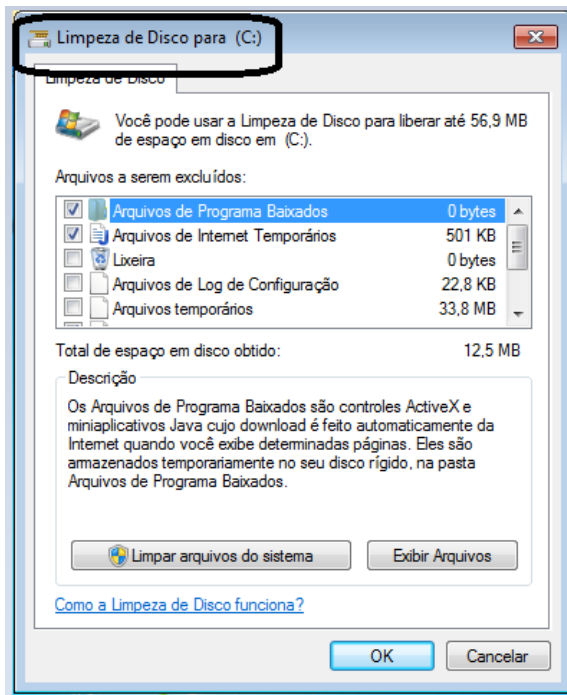 Limpeza de Disco para (C:)
Limpeza de Disco
Você pode usar a Limpeza de Disco para liberar até 56,9 MB
de espaço em disco em (C:).
Arquivos a serem excluídos:
Arquivos de Programa Baixados 0 bytes
Arquivos de Internet Temporários 501 KB
Lixeira 0 bytes
Arquivos de Log de Configuração 22,8 KB
Arquivos temporários 33,8 MB
Total de espaço em disco obtido: 12,5 MB
Descrição
Os Arquivos de Programa Baixados são controles ActiveX e
miniaplicativos Java cujo download é feito automaticamente da
Internet quando você exibe determinadas páginas. Eles são
armazenados temporariamente no seu disco rígido, na pasta
Arquivos de Programa Baixados.
Limpar arquivos do sistema Exibir Arquivos
Como a Limpeza de Disco funciona?
OK Cancelar